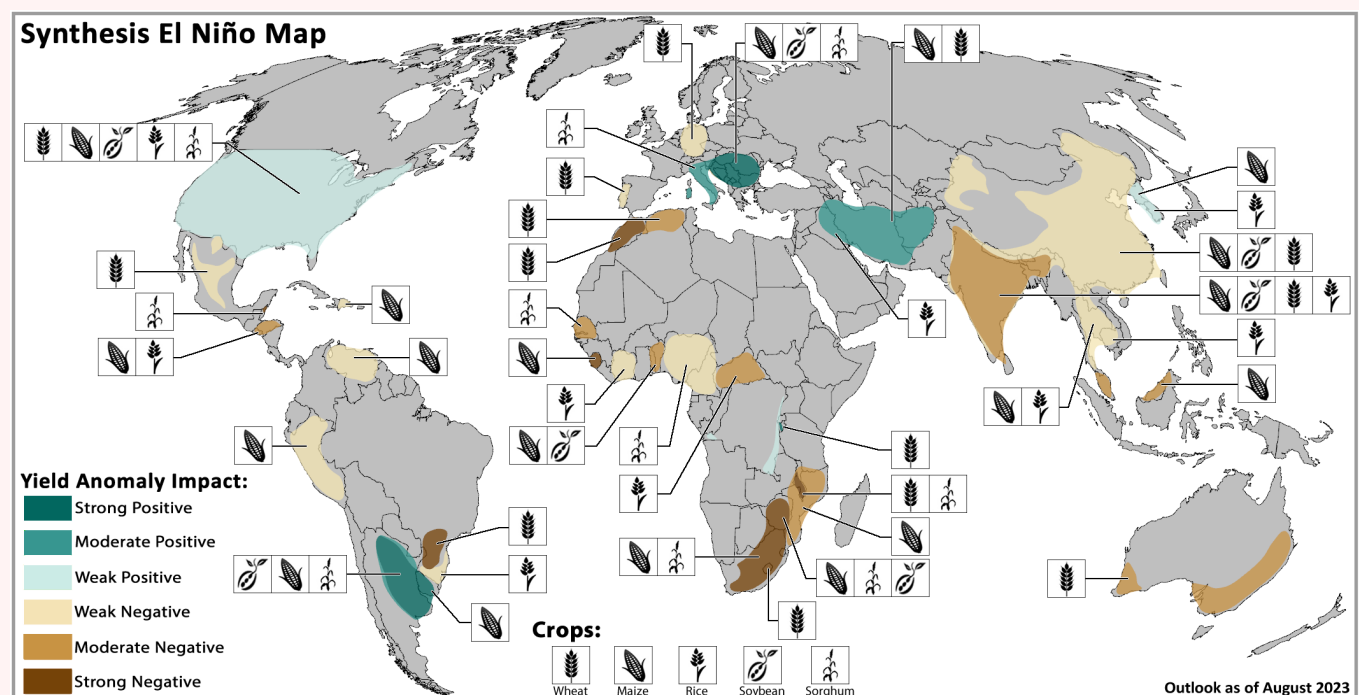 Synthesis El Niño Map
Yield Anomaly Impact:
Strong Positive
Moderate Positive
Weak Positive
Weak Negative
Moderate Negative
Strong Negative
Crops:
Wheat Maize Rice Soybean Sorghum
Outlook as of August 2023